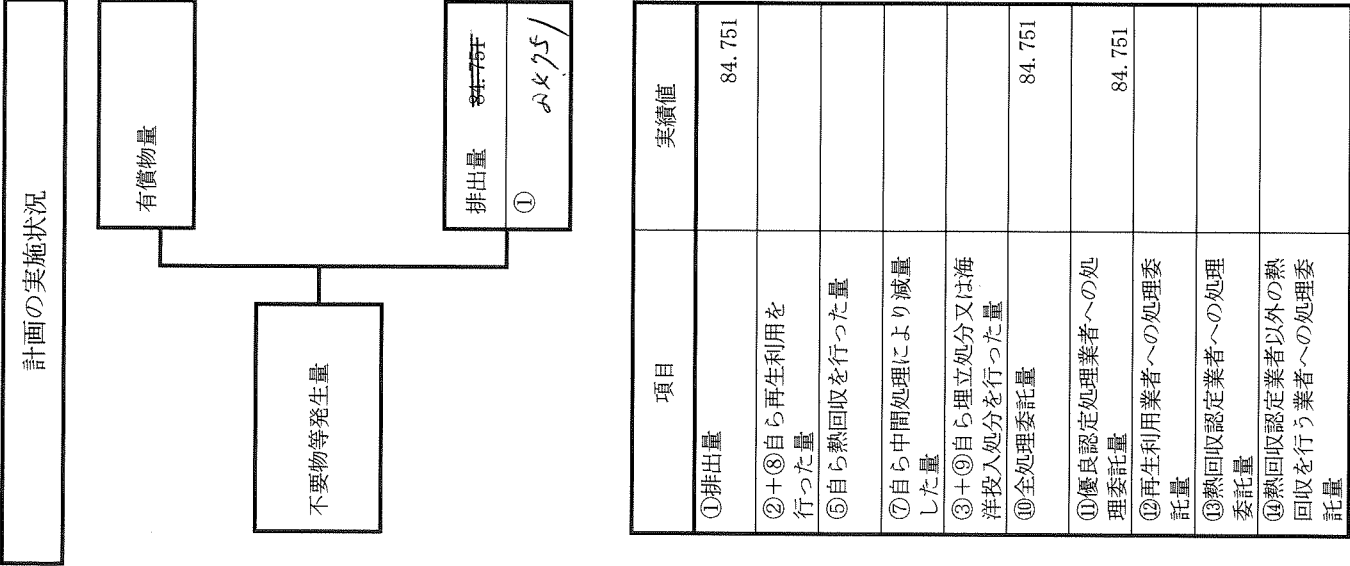 計画の実施状況
有償物量
不要物等発生量
排出量 84.751
①
項目 実績値
①排出量 84.751
②+⑧自ら再生利用を
行った量
⑤自ら熱回収を行った量
⑦自ら中間処理により減量
した量
③+⑨自ら埋立処分又は海
洋投入処分を行った量
⑩全処理委託量 84.751
⑪優良認定処理業者への処
理委託量 84.751
⑫再生利用業者への処理委
託量
⑬熱回収認定業者への処理
委託量
⑭熱回収認定業者以外の熱
回収を行う業者への処理委
託量